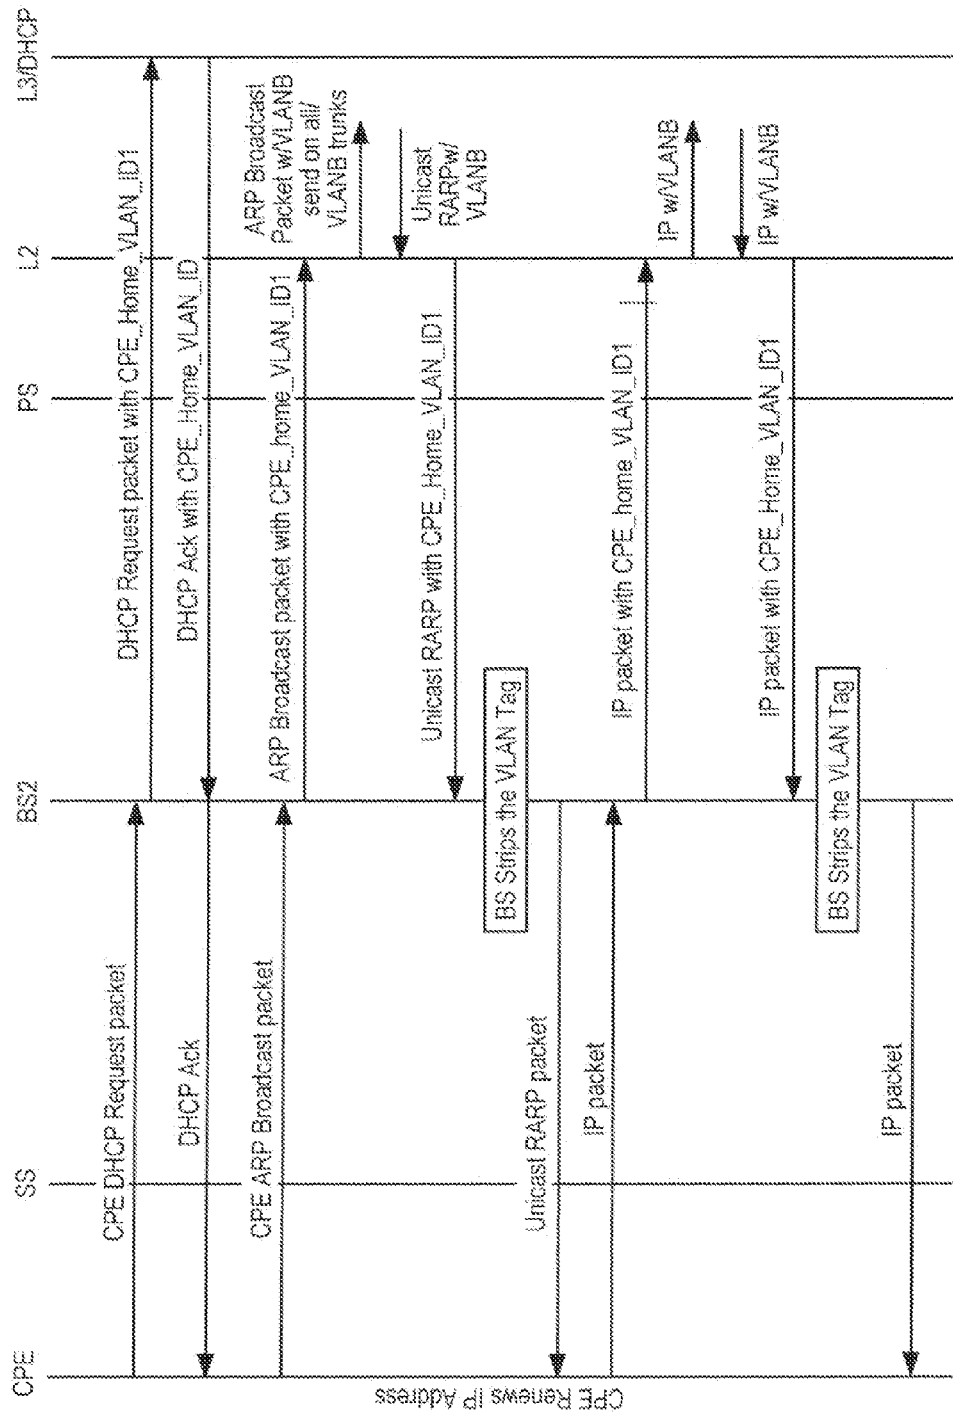 CPE
SS
BS2
PS
L2
L3/DHCP
CPE Renews IP Address
CPE DHCP Request packet
DHCP Request packet with CPE_Home_VLAN_ID1
DHCP Ack
DHCP Ack with CPE_Home_VLAN_ID
CPE ARP Broadcast packet
ARP Broadcast packet with CPE_home_VLAN_ID1
ARP Broadcast
Packet w/VLANB
send on all/
VLANB trunks
Unicast
RARPw/
VLANB
Unicast RARP with CPE_Home_VLAN_ID1
BS Strips the VLAN Tag
Unicast RARP packet
IP packet
IP packet with CPE_home_VLAN_ID1
IP w/VLANB
IP w/VLANB
IP packet with CPE_Home_VLAN_ID1
BS Strips the VLAN Tag
IP packet